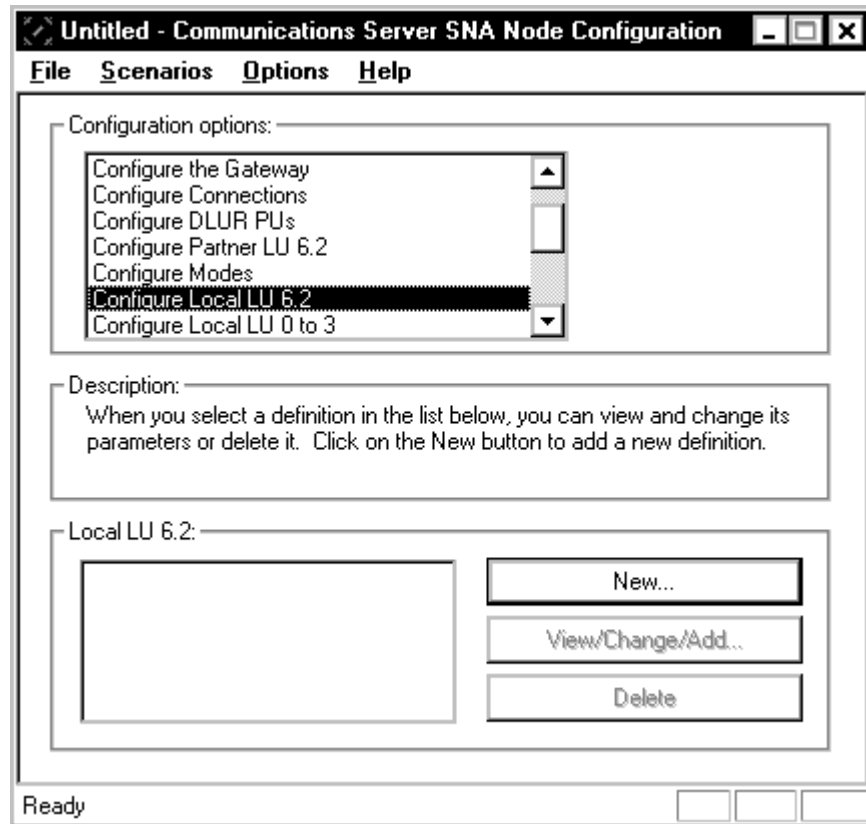 Untitled - Communications Server SNA Node Configuration
File Scenarios Options Help
Configuration options:
Configure the Gateway
Configure Connections
Configure DLUR PUs
Configure Partner LU 6.2
Configure Modes
Configure Local LU 6.2
Configure Local LU 0 to 3
Description:
When you select a definition in the list below, you can view and change its
parameters or delete it. Click on the New button to add a new definition.
Local LU 6.2:
New...
View/Change/Add...
Delete
Ready